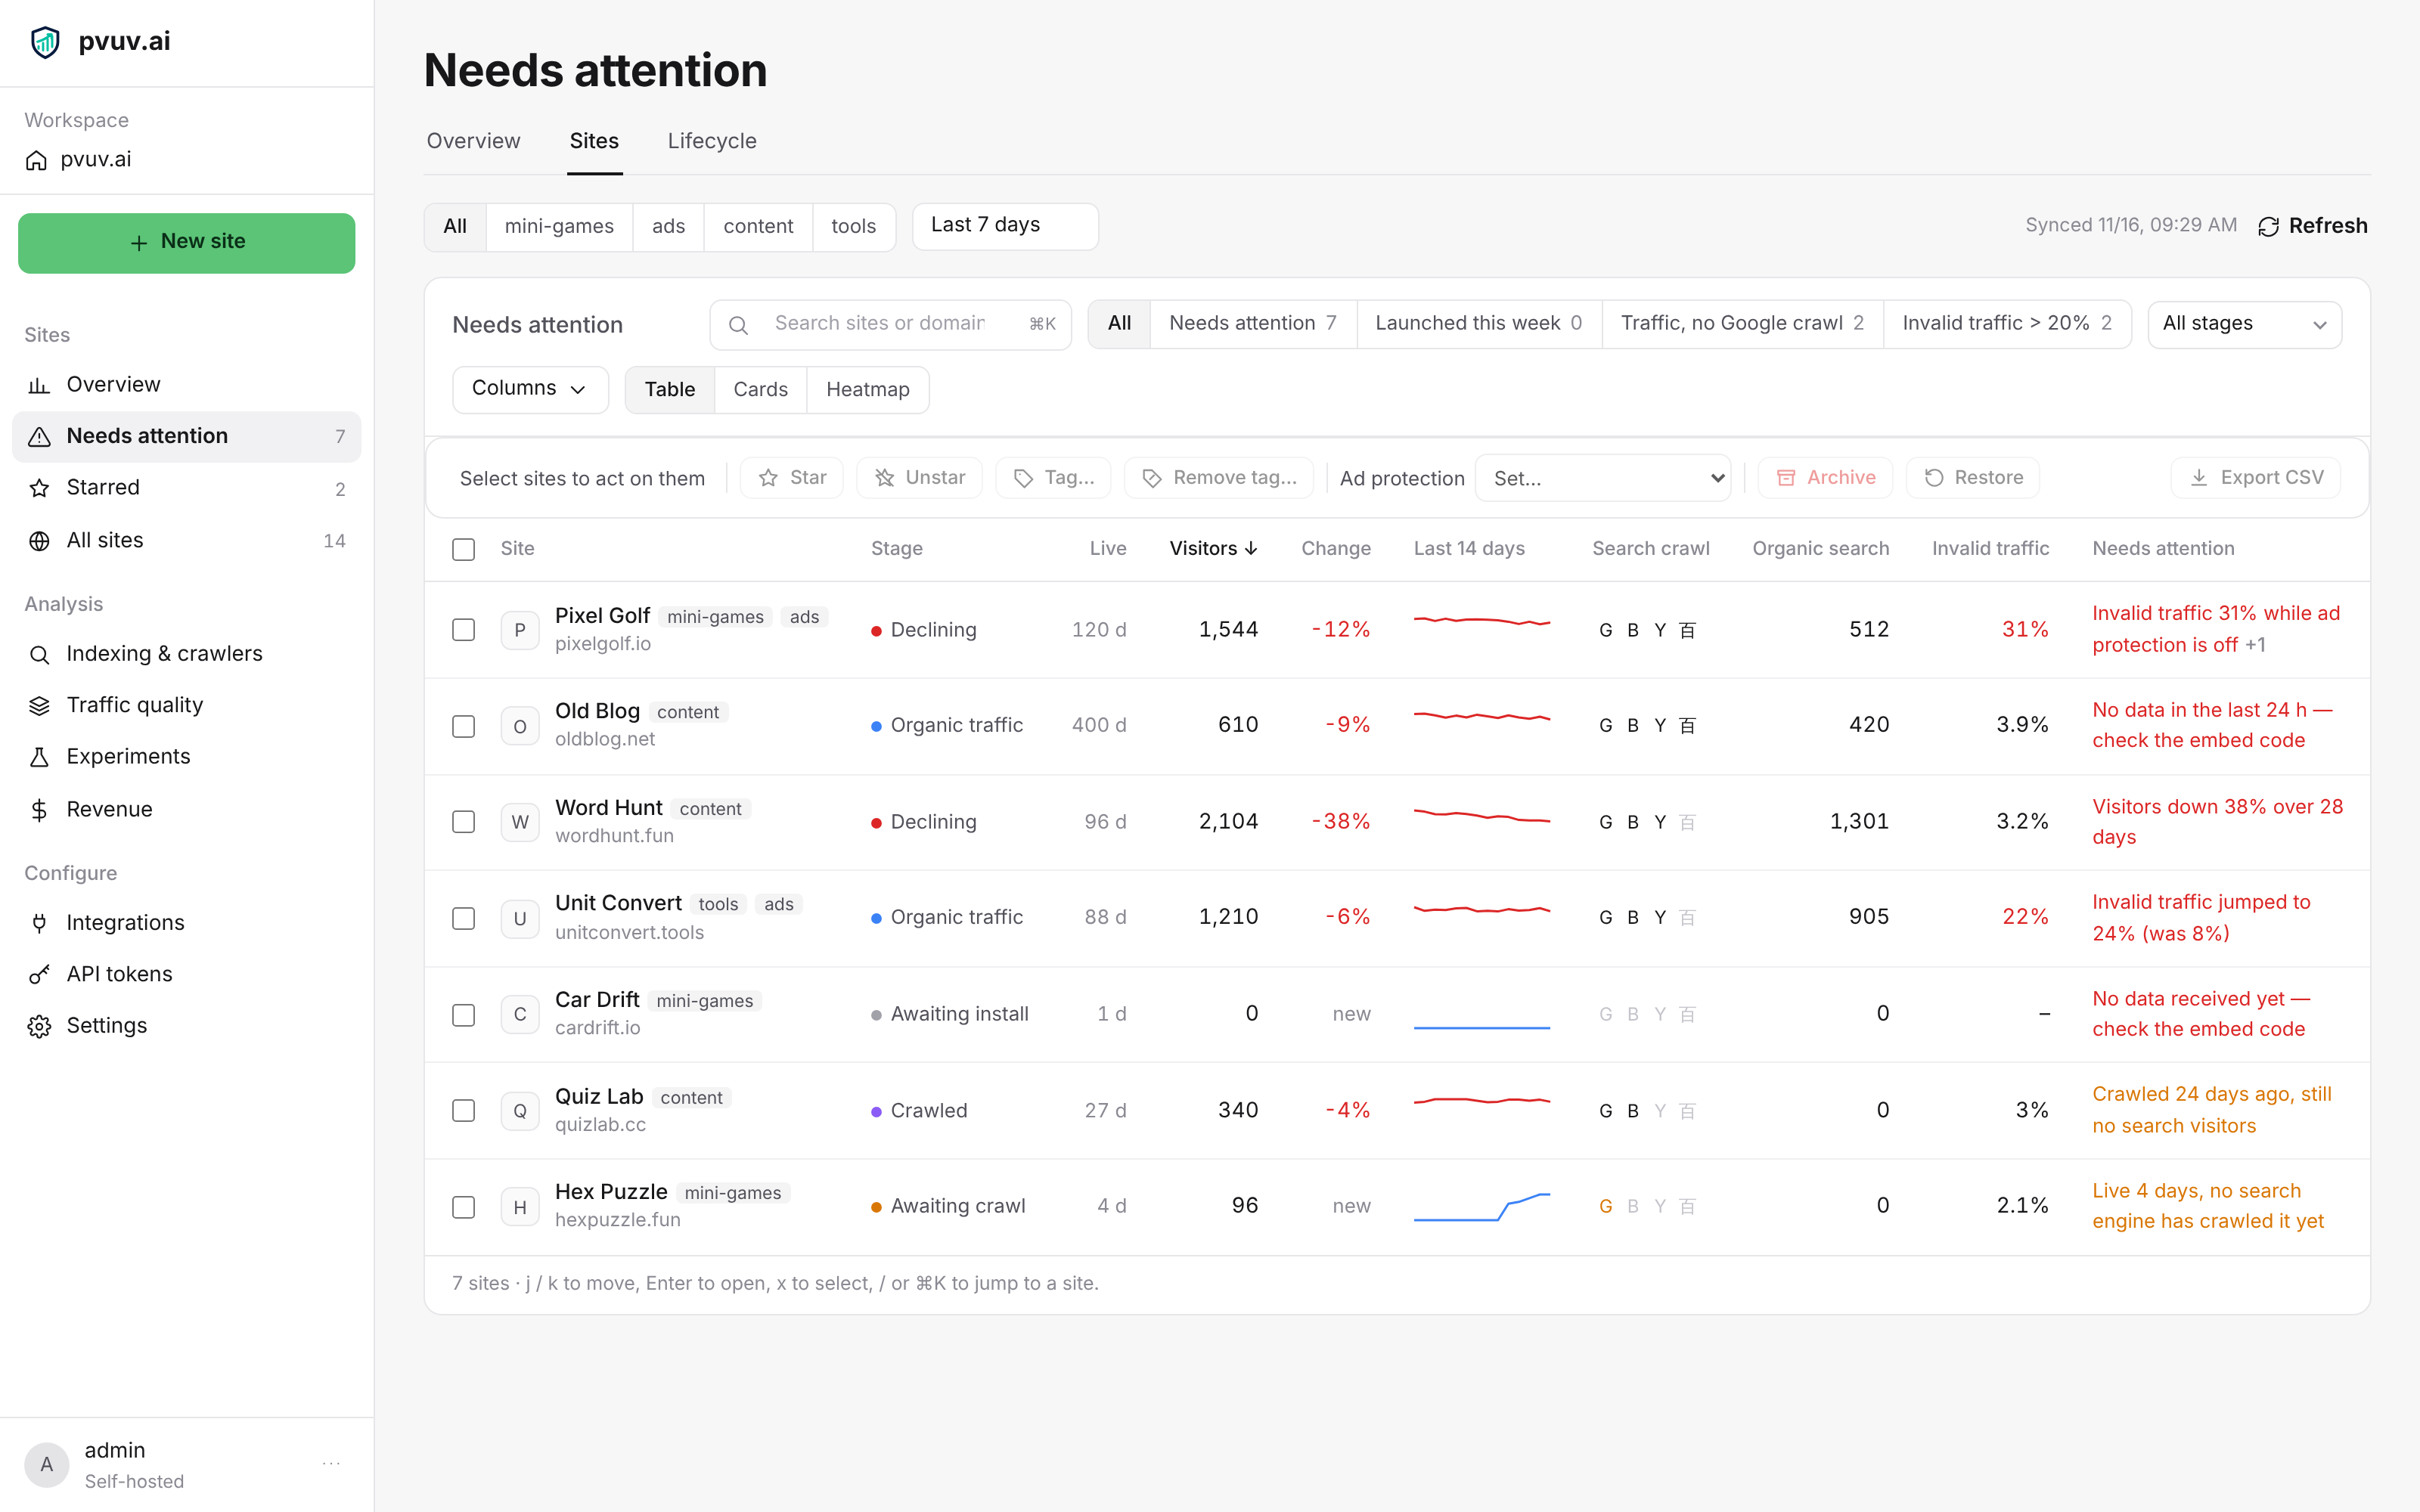 pvuv.ai
Workspace
pvuv.ai
New site
Sites
Overview
Needs attention 7
Starred 2
All sites 14
Analysis
Indexing & crawlers
Traffic quality
Experiments
Revenue
Configure
Integrations
API tokens
Settings
A admin
Self-hosted
Needs attention
Overview Sites Lifecycle
All mini-games ads content tools Last 7 days Synced 11/16, 09:29 AM Refresh
Needs attention Search sites or domain ⌘K All Needs attention 7 Launched this week 0 Traffic, no Google crawl 2 Invalid traffic > 20% 2 All stages
Columns Table Cards Heatmap
Select sites to act on them Star Unstar Tag... Remove tag... Ad protection Set... Archive Restore Export CSV
Site Stage Live Visitors ↓ Change Last 14 days Search crawl Organic search Invalid traffic Needs attention
P Pixel Golf mini-games ads Declining 120 d 1,544 -12% G B Y 百 512 31% Invalid traffic 31% while ad
pixelgolf.io protection is off +1
O Old Blog content Organic traffic 400 d 610 -9% G B Y 百 420 3.9% No data in the last 24 h —
oldblog.net check the embed code
W Word Hunt content Declining 96 d 2,104 -38% G B Y 百 1,301 3.2% Visitors down 38% over 28
wordhunt.fun days
U Unit Convert tools ads Organic traffic 88 d 1,210 -6% G B Y 百 905 22% Invalid traffic jumped to
unitconvert.tools 24% (was 8%)
C Car Drift mini-games Awaiting install 1 d 0 new G B Y 百 0 – No data received yet —
cardrift.io check the embed code
Q Quiz Lab content Crawled 27 d 340 -4% G B Y 百 0 3% Crawled 24 days ago, still
quizlab.cc no search visitors
H Hex Puzzle mini-games Awaiting crawl 4 d 96 new G B Y 百 0 2.1% Live 4 days, no search
hexpuzzle.fun engine has crawled it yet
7 sites · j / k to move, Enter to open, x to select, / or ⌘K to jump to a site.